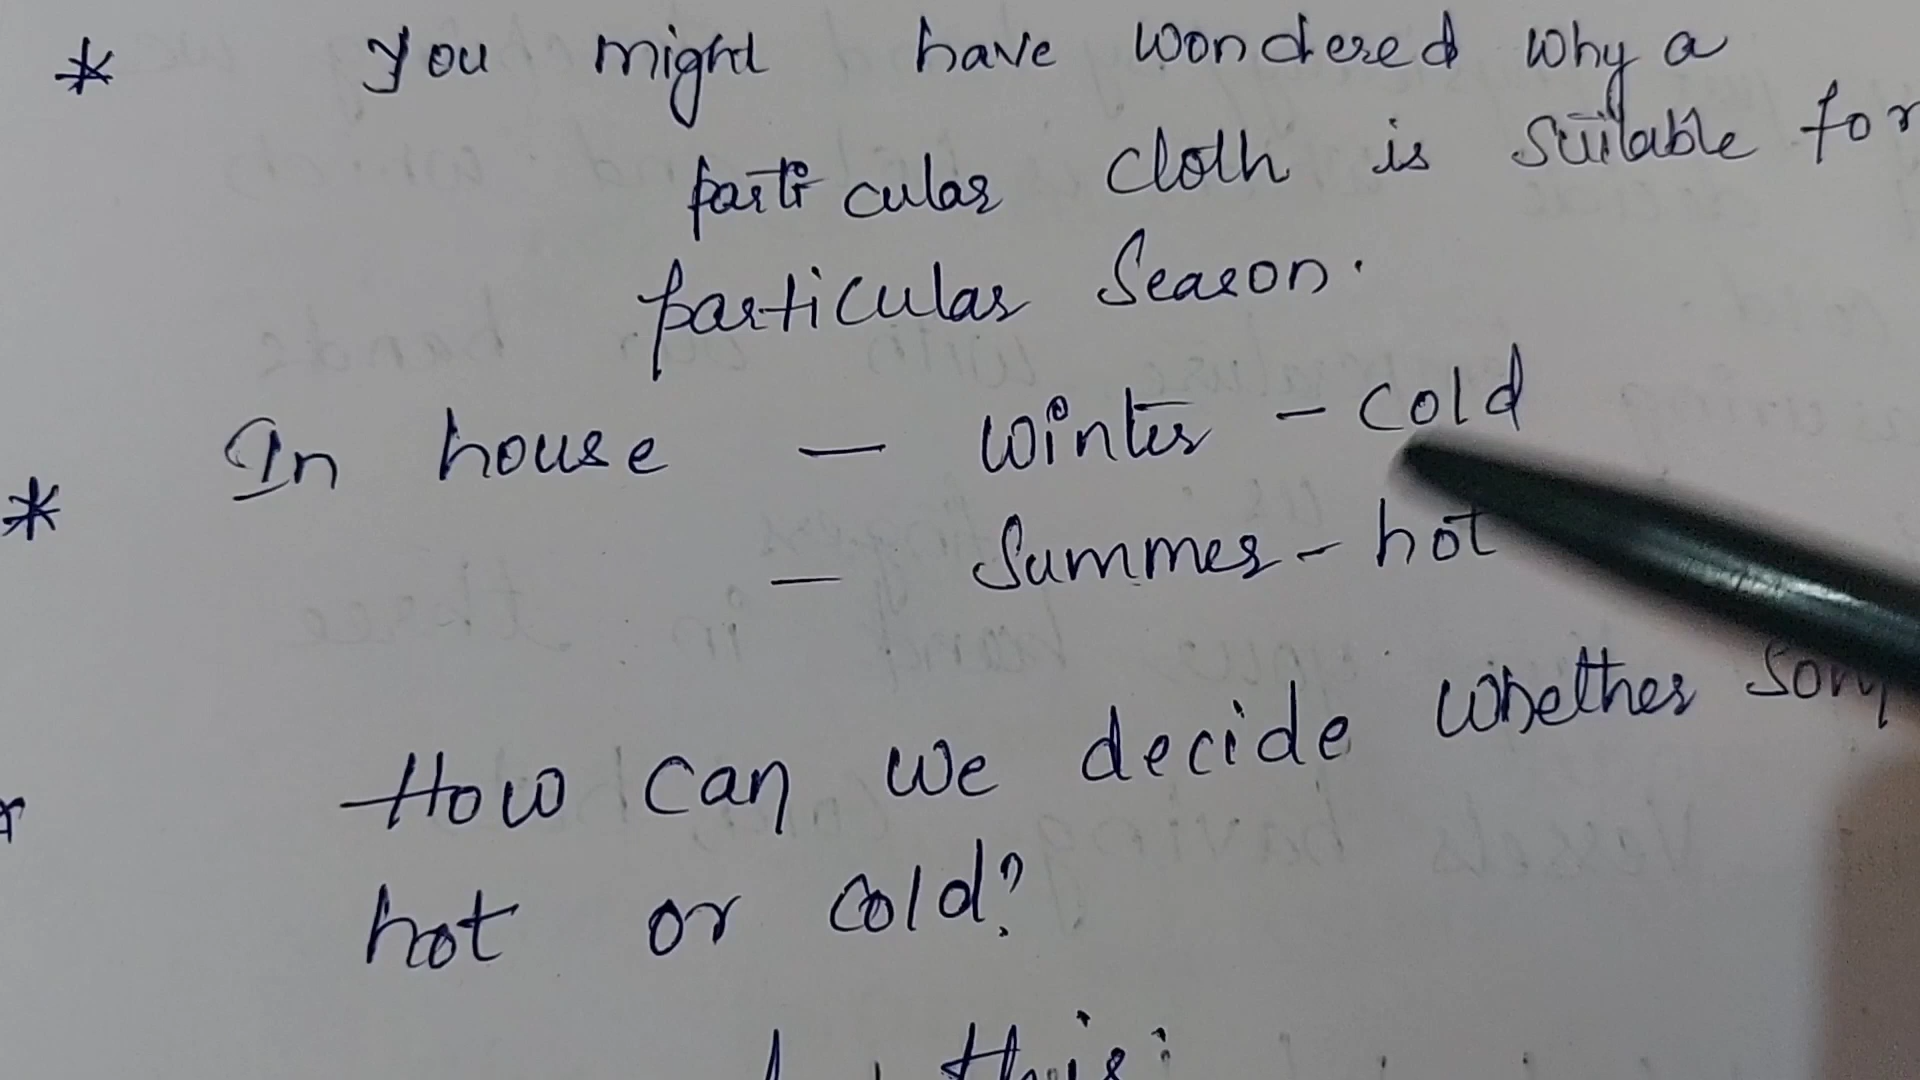 * You might have wondered why a
particular cloth is suitable for
particular Season.
* In house - Winter - cold
- Summer - hot
How can we decide whether
hot or cold?
this: